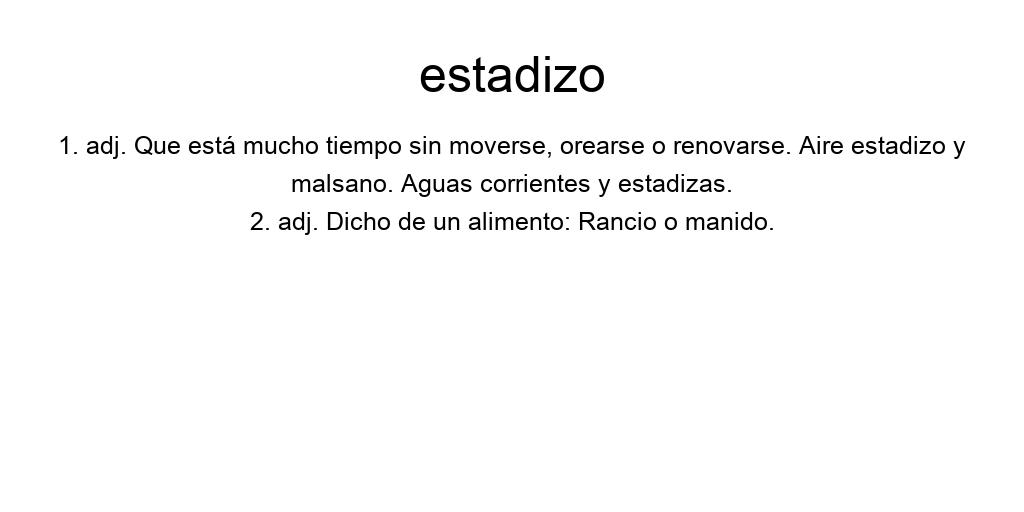 estadizo
1. adj. Que está mucho tiempo sin moverse, orearse o renovarse. Aire estadizo y
malsano. Aguas corrientes y estadizas.
2. adj. Dicho de un alimento: Rancio o manido.